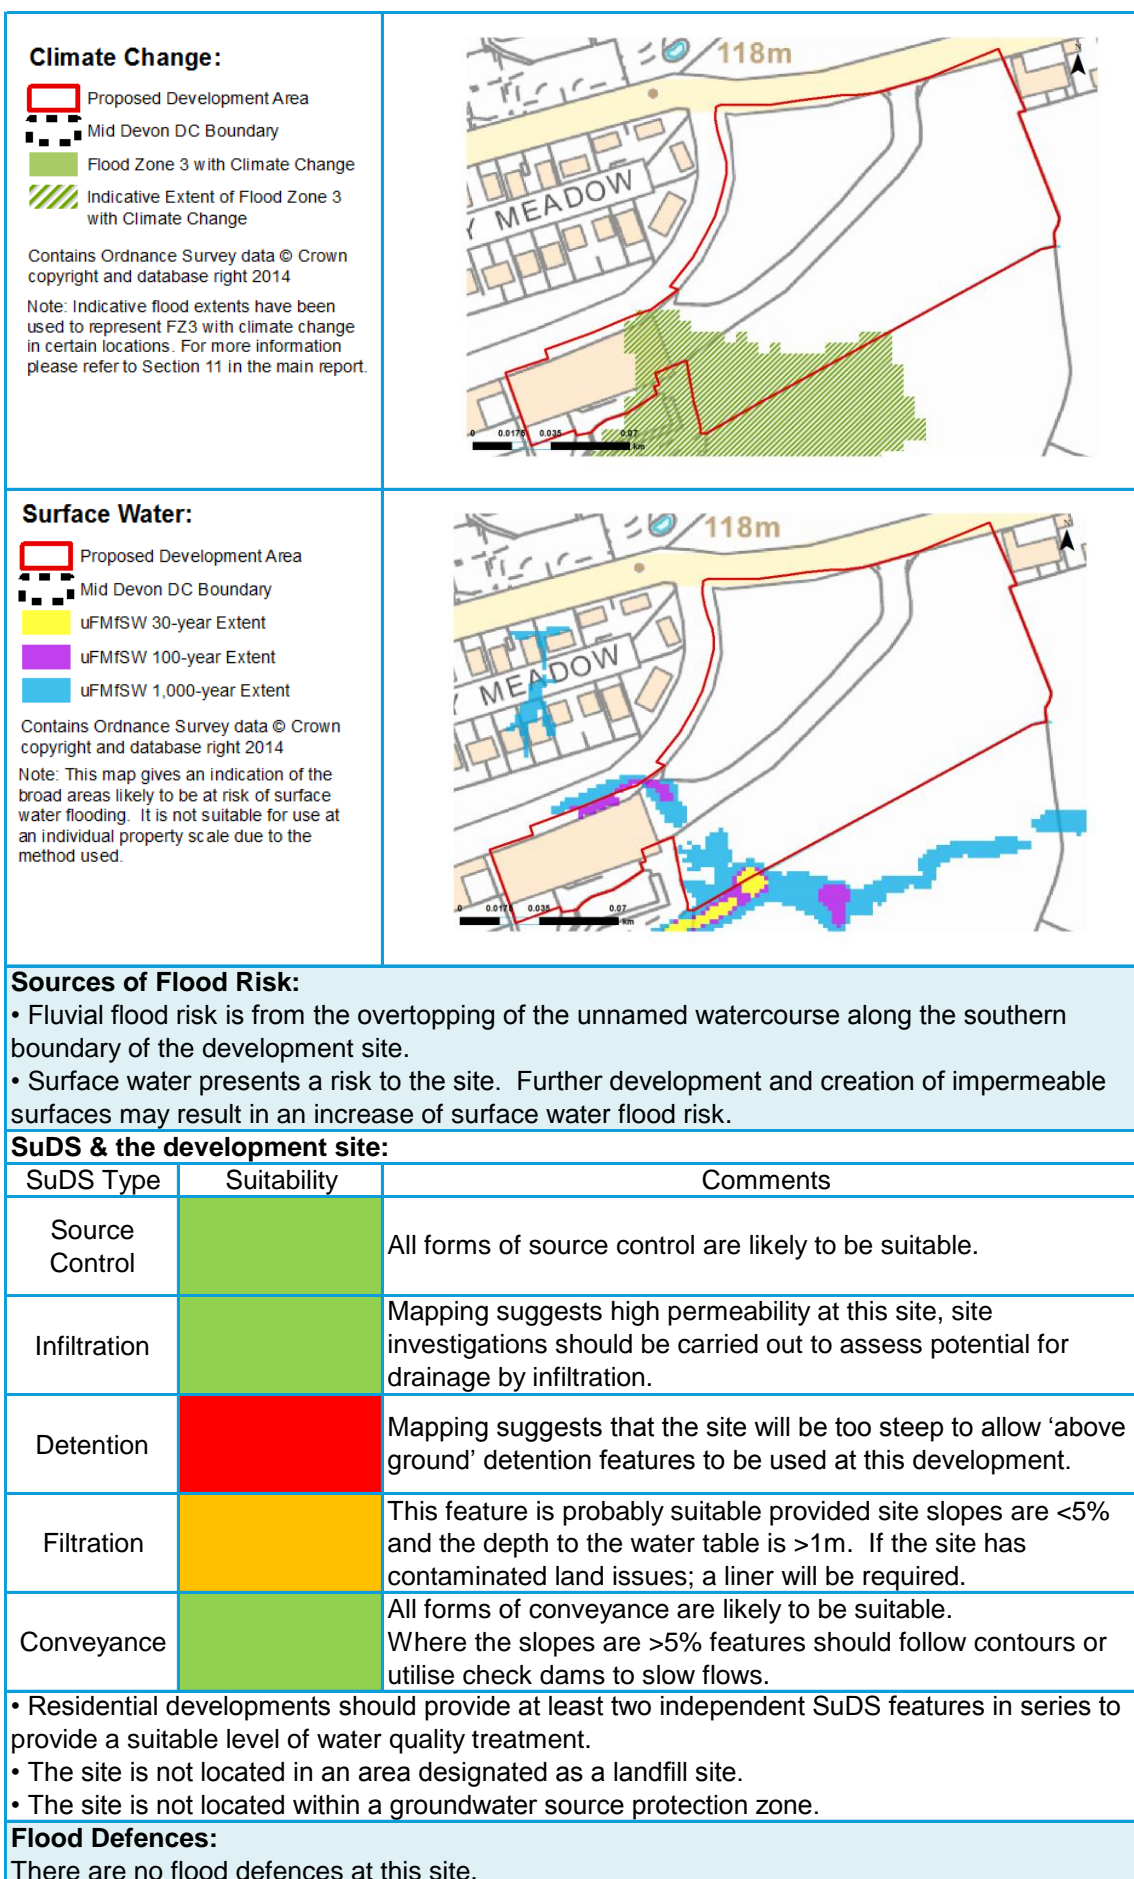 Climate Change:
Proposed Development Area
Mid Devon DC Boundary
Flood Zone 3 with Climate Change
Indicative Extent of Flood Zone 3
with Climate Change
Contains Ordnance Survey data © Crown
copyright and database right 2014
Note: Indicative flood extents have been
used to represent FZ3 with climate change
in certain locations. For more information
please refer to Section 11 in the main report.
118m
N
Y MEADOW
0 0.0175 0.035 0.07
km
Surface Water:
Proposed Development Area
Mid Devon DC Boundary
uFMfSW 30-year Extent
uFMfSW 100-year Extent
uFMfSW 1,000-year Extent
Contains Ordnance Survey data © Crown
copyright and database right 2014
Note: This map gives an indication of the
broad areas likely to be at risk of surface
water flooding. It is not suitable for use at
an individual property scale due to the
method used.
118m
N
Y MEADOW
0 0.0175 0.035 0.07
km
Sources of Flood Risk:
• Fluvial flood risk is from the overtopping of the unnamed watercourse along the southern
boundary of the development site.
• Surface water presents a risk to the site. Further development and creation of impermeable
surfaces may result in an increase of surface water flood risk.
SuDS & the development site:
SuDS Type Suitability Comments
Source
Control
All forms of source control are likely to be suitable.
Infiltration
Mapping suggests high permeability at this site, site
investigations should be carried out to assess potential for
drainage by infiltration.
Detention
Mapping suggests that the site will be too steep to allow ‘above
ground’ detention features to be used at this development.
Filtration
This feature is probably suitable provided site slopes are <5%
and the depth to the water table is >1m. If the site has
contaminated land issues; a liner will be required.
Conveyance
All forms of conveyance are likely to be suitable.
Where the slopes are >5% features should follow contours or
utilise check dams to slow flows.
• Residential developments should provide at least two independent SuDS features in series to
provide a suitable level of water quality treatment.
• The site is not located in an area designated as a landfill site.
• The site is not located within a groundwater source protection zone.
Flood Defences:
There are no flood defences at this site.